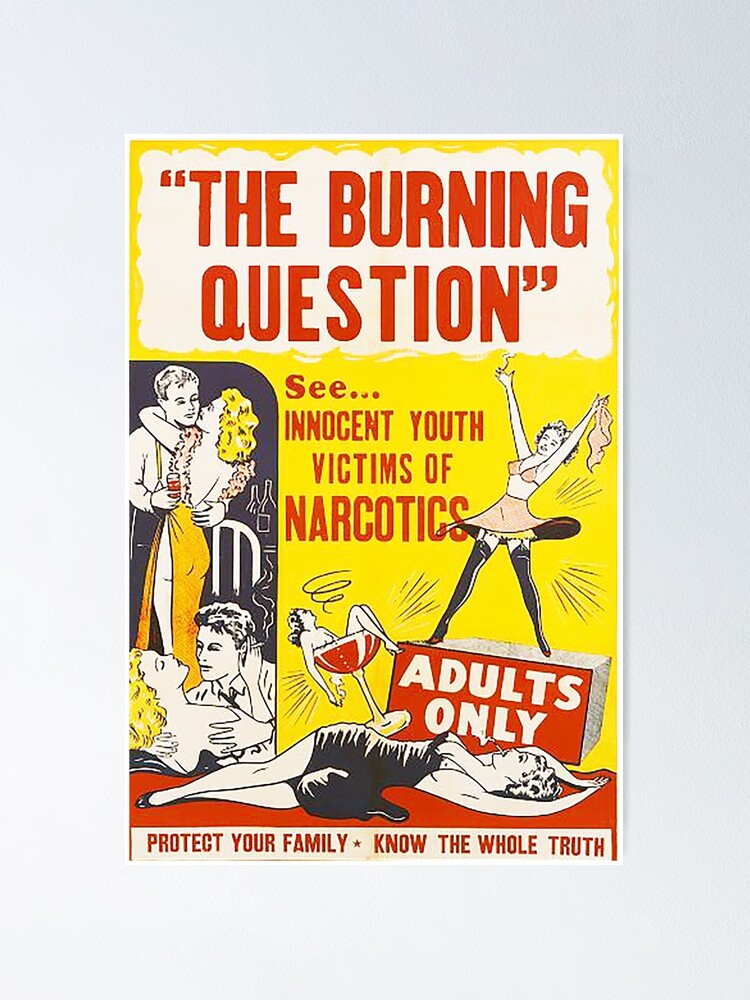 “THE BURNING
QUESTION”
See...
INNOCENT YOUTH
VICTIMS OF
NARCOTICS
ADULTS
ONLY
PROTECT YOUR FAMILY ★ KNOW THE WHOLE TRUTH